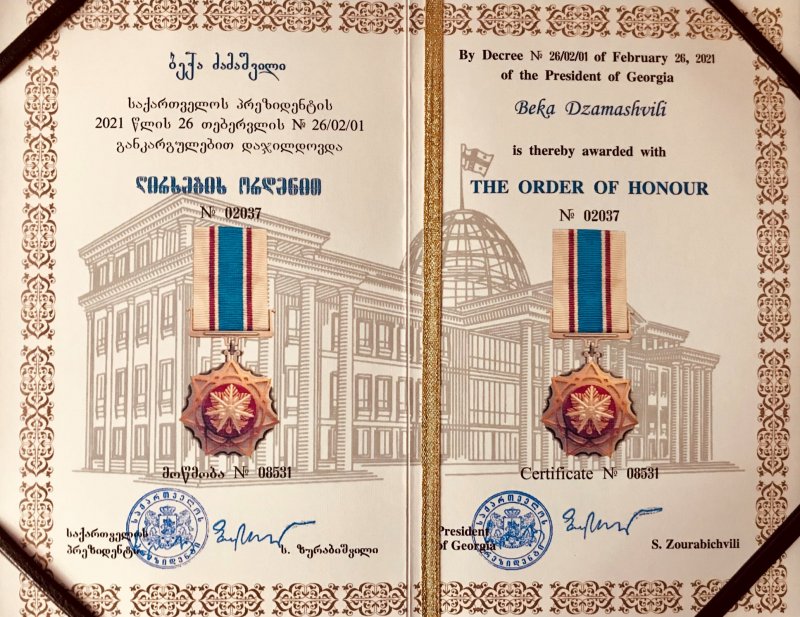 ბექა ძამაშვილი
საქართველოს პრეზიდენტის
2021 წლის 26 თებერვლის № 26/02/01
განკარგულებით დაჯილდოვდა
ღირსების ორდენით
№ 02037
მოწმობა № 08531
საქართველოს
პრეზიდენტი
ს. ზურაბიშვილი
By Decree № 26/02/01 of February 26, 2021
of the President of Georgia
Beka Dzamashvili
is thereby awarded with
THE ORDER OF HONOUR
№ 02037
Certificate № 08531
President
of Georgia
S. Zourabichvili